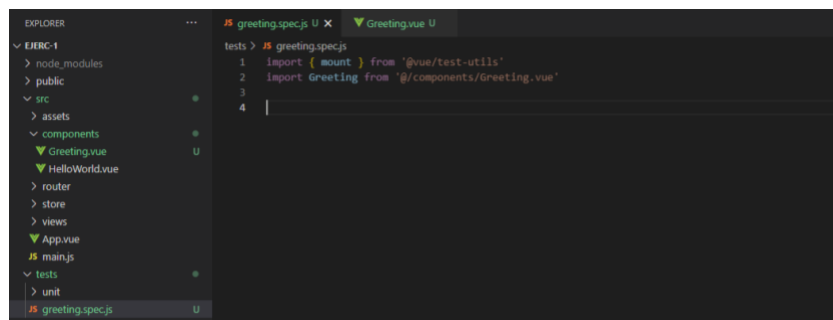 EXPLORER ...
EJERC-1
node_modules
public
src
assets
components
Greeting.vue U
HelloWorld.vue
router
store
views
App.vue
JS main.js
tests
unit
JS greeting.spec.js U
JS greeting.spec.js U × Greeting.vue U
tests > JS greeting.spec.js
1 import { mount } from '@vue/test-utils'
2 import Greeting from '@/components/Greeting.vue'
3
4